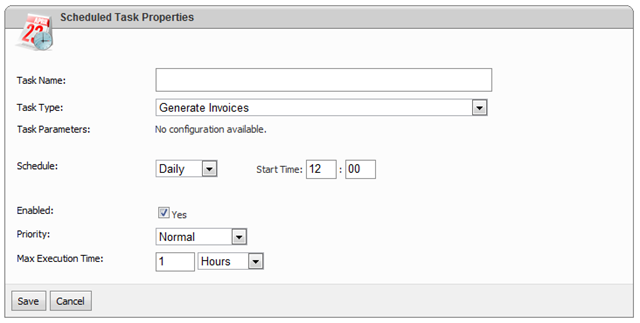 Scheduled Task Properties
23
Task Name:
Task Type: Generate Invoices
Task Parameters: No configuration available.
Schedule: Daily Start Time: 12 : 00
Enabled: Yes
Priority: Normal
Max Execution Time: 1 Hours
Save Cancel